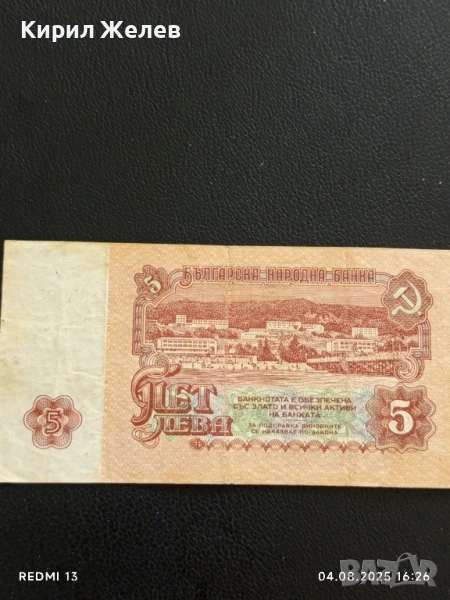 Кирил Желев
5
БЪЛГАРСКА НАРОДНА БАНКА
ПЕТ
ЛЕВА
БАНКНОТАТА Е ОБЕЗПЕЧЕНА
СЪС ЗЛАТО И ВСИЧКИ АКТИВИ
НА БАНКАТА
ЗА ПОДПРАВКА ВИНОВНИТЕ
СЕ НАКАЗВАТ ПО ЗАКОНА
5
5
REDMI 13
04.08.2025 16:26
BAZAR